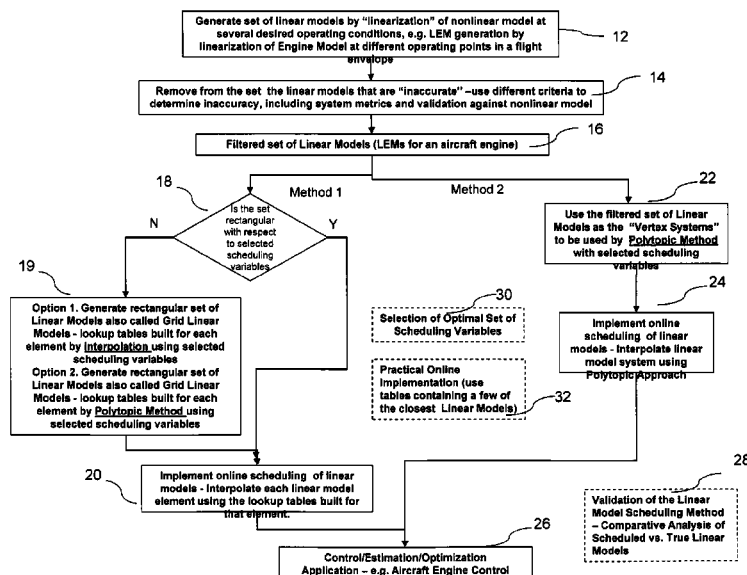 Generate set of linear models by "linearization" of nonlinear model at
several desired operating conditions, e.g. LEM generation by
linearization of Engine Model at different operating points in a flight
envelope
12
14
Remove from the set the linear models that are "inaccurate" –use different criteria to
determine inaccuracy, including system metrics and validation against nonlinear model
16
Filtered set of Linear Models (LEMs for an aircraft engine)
18
Method 1
Method 2
22
Is the set
rectangular
with respect
to selected
scheduling
variables
N
Y
Use the filtered set of Linear
Models as the "Vertex Systems"
to be used by Polytopic Method
with selected scheduling
variables
19
24
Option 1. Generate rectangular set of
Linear Models also called Grid Linear
Models - lookup tables built for each
element by Interpolation using selected
scheduling variables
Option 2. Generate rectangular set of
Linear Models also called Grid Linear
Models - lookup tables built for each
element by Polytopic Method using
selected scheduling variables
30
Selection of Optimal Set of
Scheduling Variables
Implement online
scheduling of linear
models - Interpolate linear
model system using
Polytopic Approach
Practical Online
Implementation (use
tables containing a few of
the closest Linear Models)
32
20
Implement online scheduling of linear
models - Interpolate each linear model
element using the lookup tables built for
that element.
28
Validation of the Linear
Model Scheduling Method
– Comparative Analysis of
Scheduled vs. True Linear
Models
26
Control/Estimation/Optimization
Application – e.g. Aircraft Engine Control